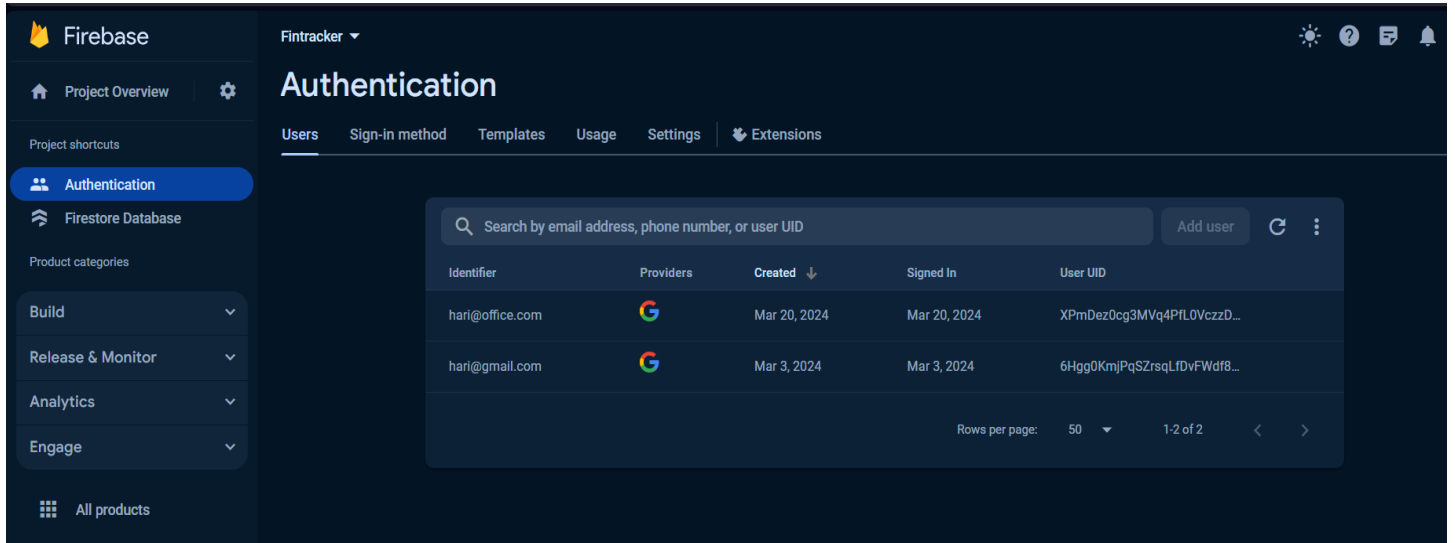 Firebase
Fintracker
Project Overview
Authentication
Users Sign-in method Templates Usage Settings Extensions
Project shortcuts
Authentication
Firestore Database
Product categories
Build
Release & Monitor
Analytics
Engage
All products
Search by email address, phone number, or user UID Add user
Identifier Providers Created Signed In User UID
hari@office.com Mar 20, 2024 Mar 20, 2024 XPmDez0cg3MVq4PfL0VczzD...
hari@gmail.com Mar 3, 2024 Mar 3, 2024 6Hgg0KmjPqSZrsqLfDvFWdf8...
Rows per page: 50 1-2 of 2